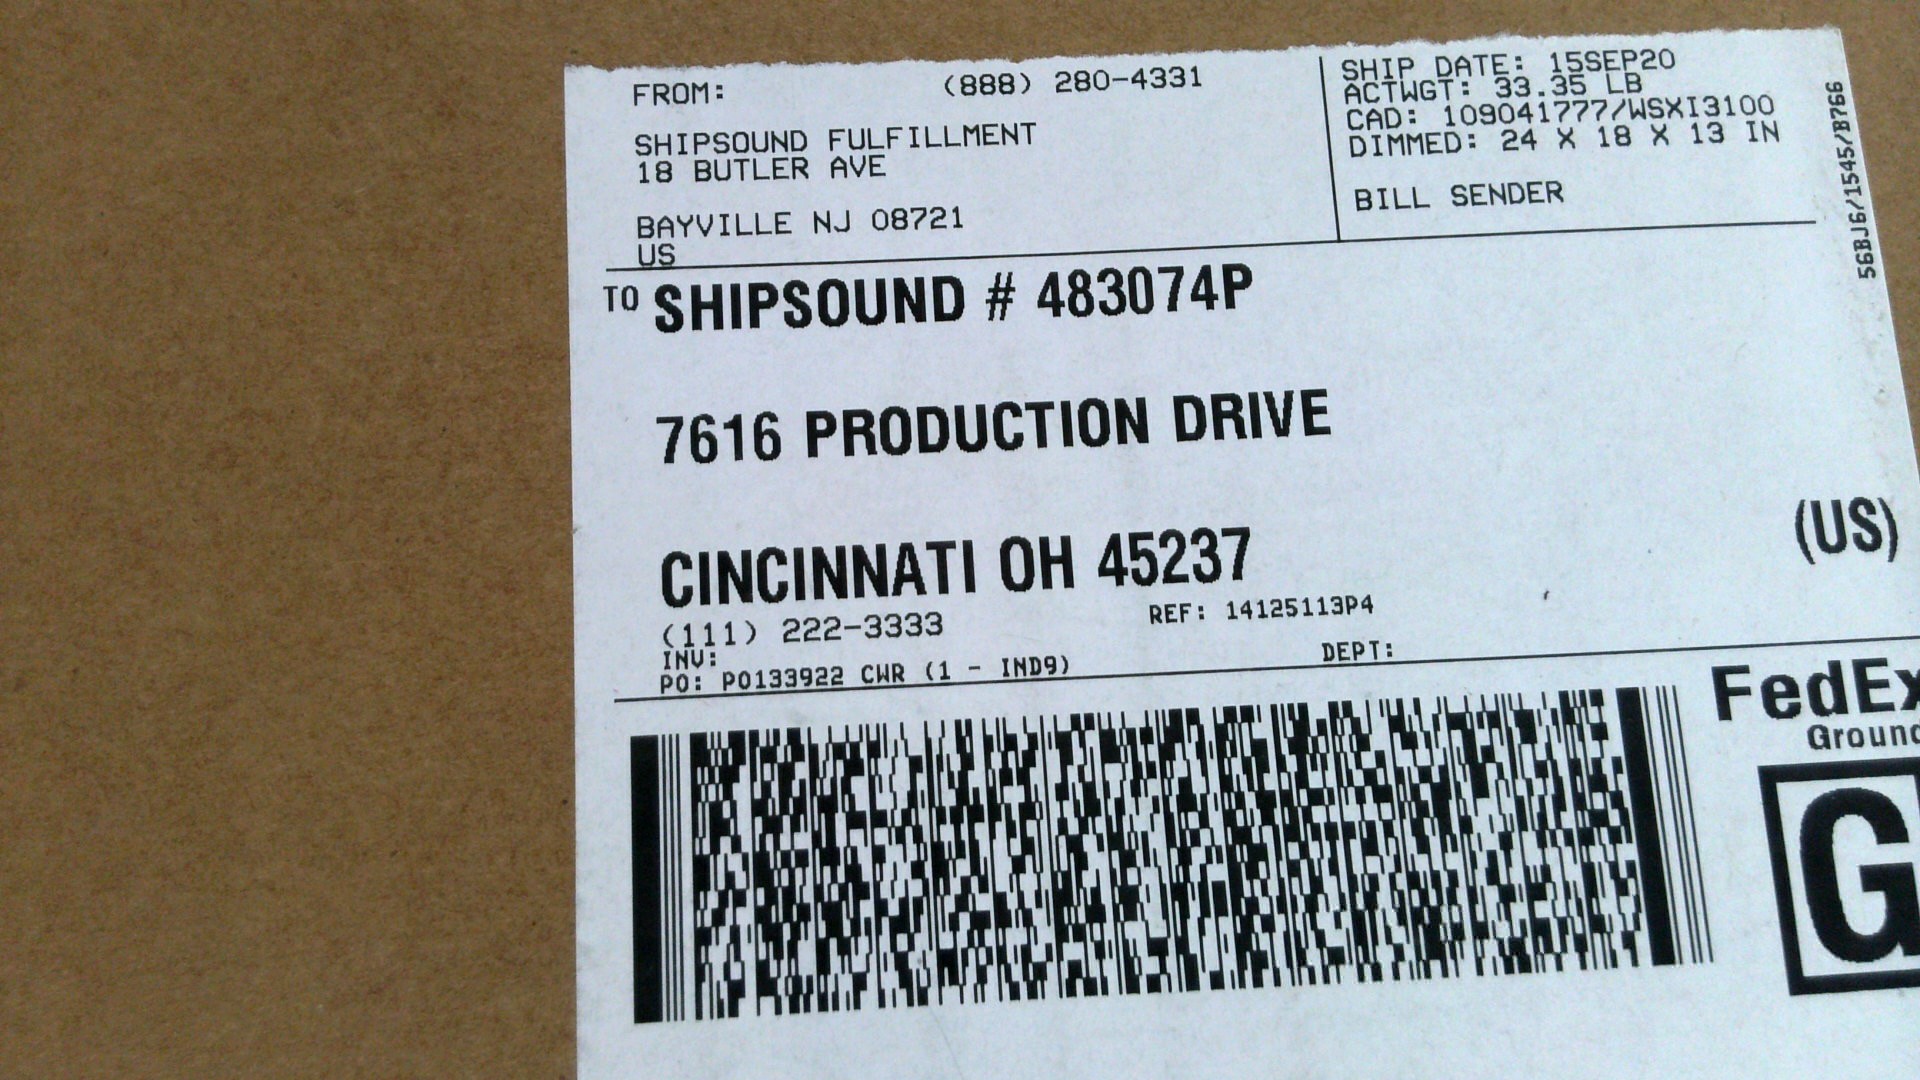 FROM: (888) 280-4331
SHIPSOUND FULFILLMENT
18 BUTLER AVE
BAYVILLE NJ 08721
US
SHIP DATE: 15SEP20
ACTWGT: 33.35 LB
CAD: 109041777/WSXI3100
DIMMED: 24 X 18 X 13 IN
BILL SENDER
56BJ6/1545/B766
TO SHIPSOUND # 483074P
7616 PRODUCTION DRIVE
CINCINNATI OH 45237 (US)
(111) 222-3333 REF: 14125113P4
INV:
PO: PO133922 CWR (1 - IND9) DEPT:
FedEx
Ground
G